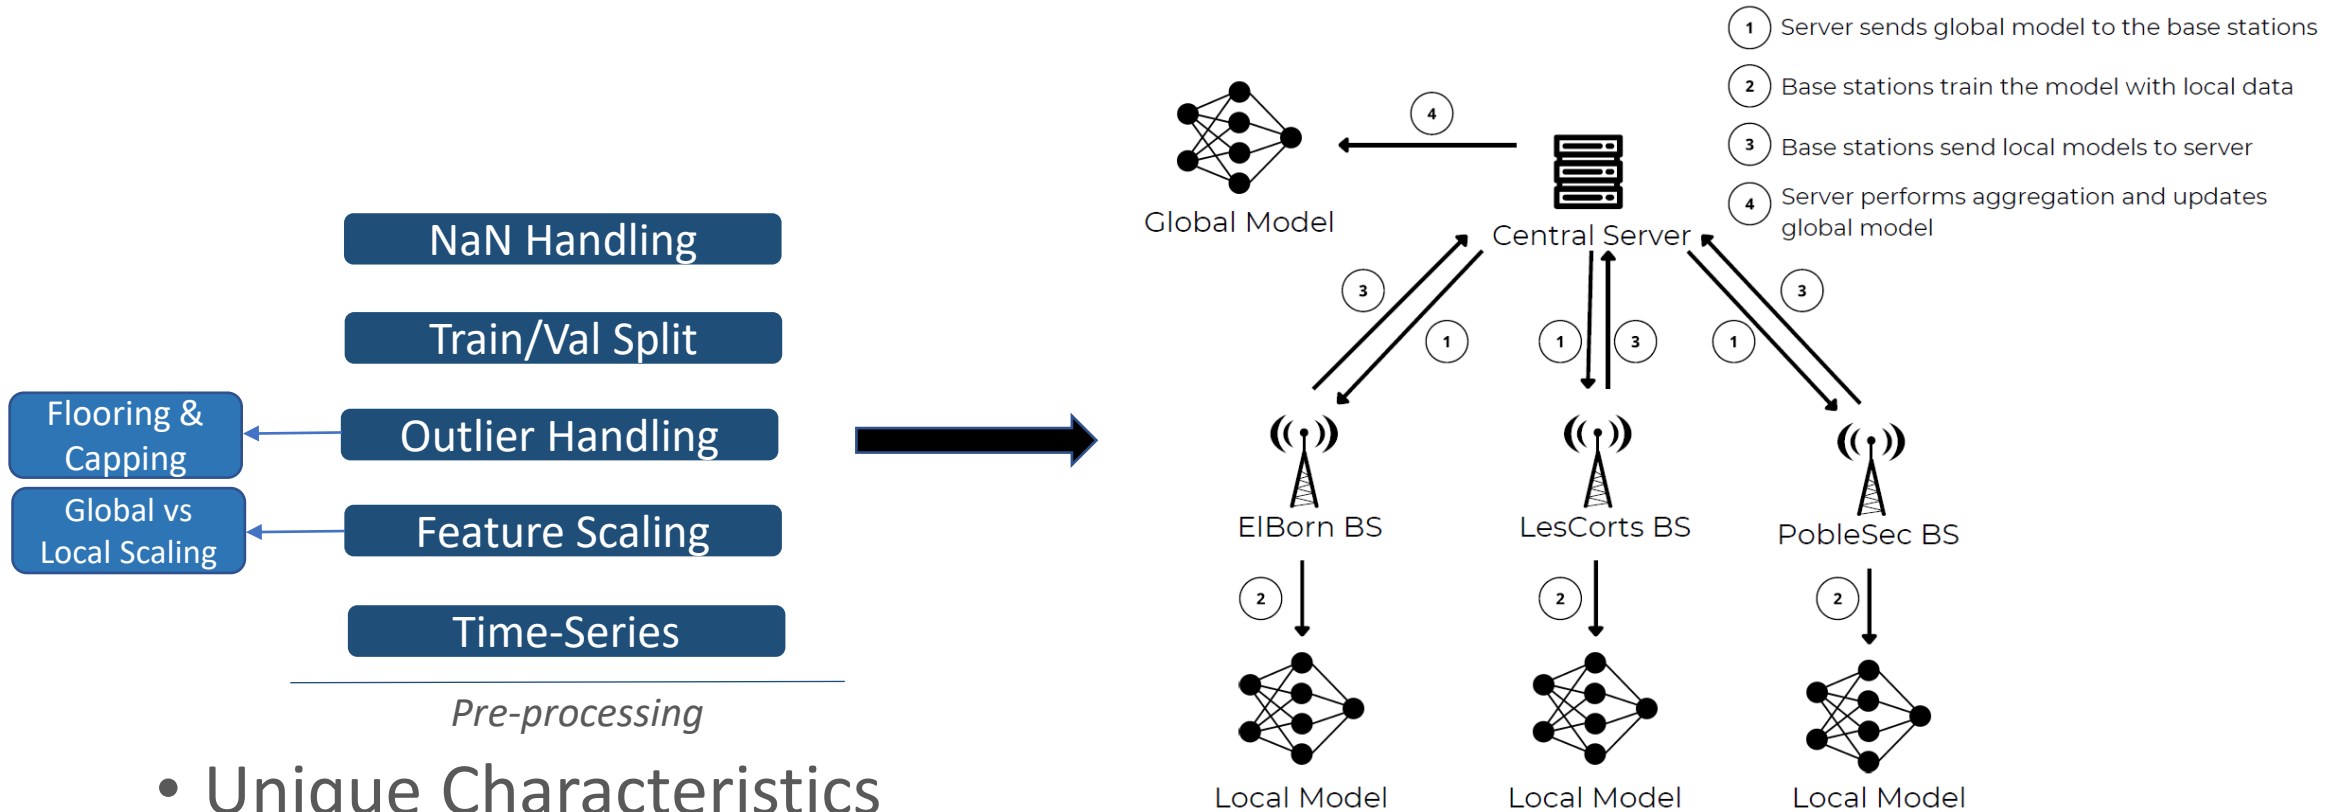 NaN Handling
Train/Val Split
Flooring &
Capping
Outlier Handling
Global vs
Local Scaling
Feature Scaling
Time-Series
Pre-processing
• Unique Characteristics
1 Server sends global model to the base stations
2 Base stations train the model with local data
3 Base stations send local models to server
4 Server performs aggregation and updates
global model
4
Global Model
Central Server
3
1
1
3
1
3
ElBorn BS
LesCorts BS
PobleSec BS
2
2
2
Local Model
Local Model
Local Model